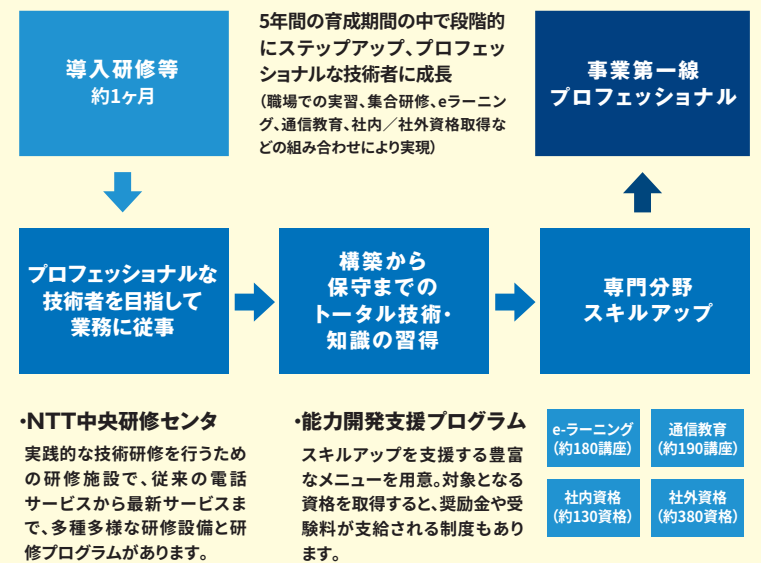 導入研修等
約1ヶ月
5年間の育成期間の中で段階的
にステップアップ、プロフェッ
ショナルな技術者に成長
(職場での実習、集合研修、eラーニン
グ、通信教育、社内／社外資格取得な
どの組み合わせにより実現)
事業第一線
プロフェッショナル
プロフェッショナルな
技術者を目指して
業務に従事
構築から
保守までの
トータル技術・
知識の習得
専門分野
スキルアップ
・NTT中央研修センタ
実践的な技術研修を行うため
の研修施設で、従来の電話
サービスから最新サービスま
で、多種多様な研修設備と研
修プログラムがあります。
・能力開発支援プログラム
スキルアップを支援する豊富
なメニューを用意。対象となる
資格を取得すると、奨励金や受
験料が支給される制度もあり
ます。
e-ラーニング
(約180講座)
通信教育
(約190講座)
社内資格
(約130資格)
社外資格
(約380資格)